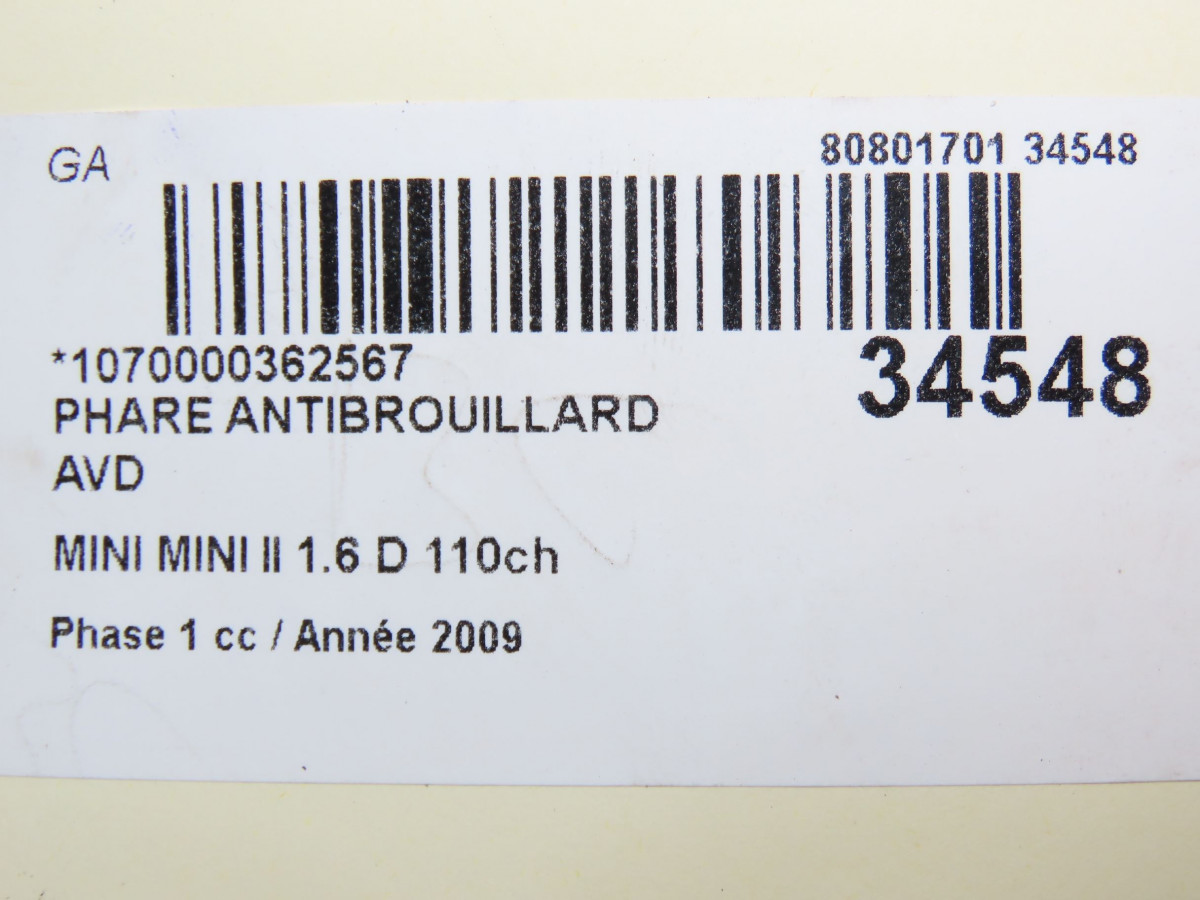 GA
80801701 34548
*1070000362567
34548
PHARE ANTIBROUILLARD
AVD
MINI MINI II 1.6 D 110ch
Phase 1 cc / Année 2009